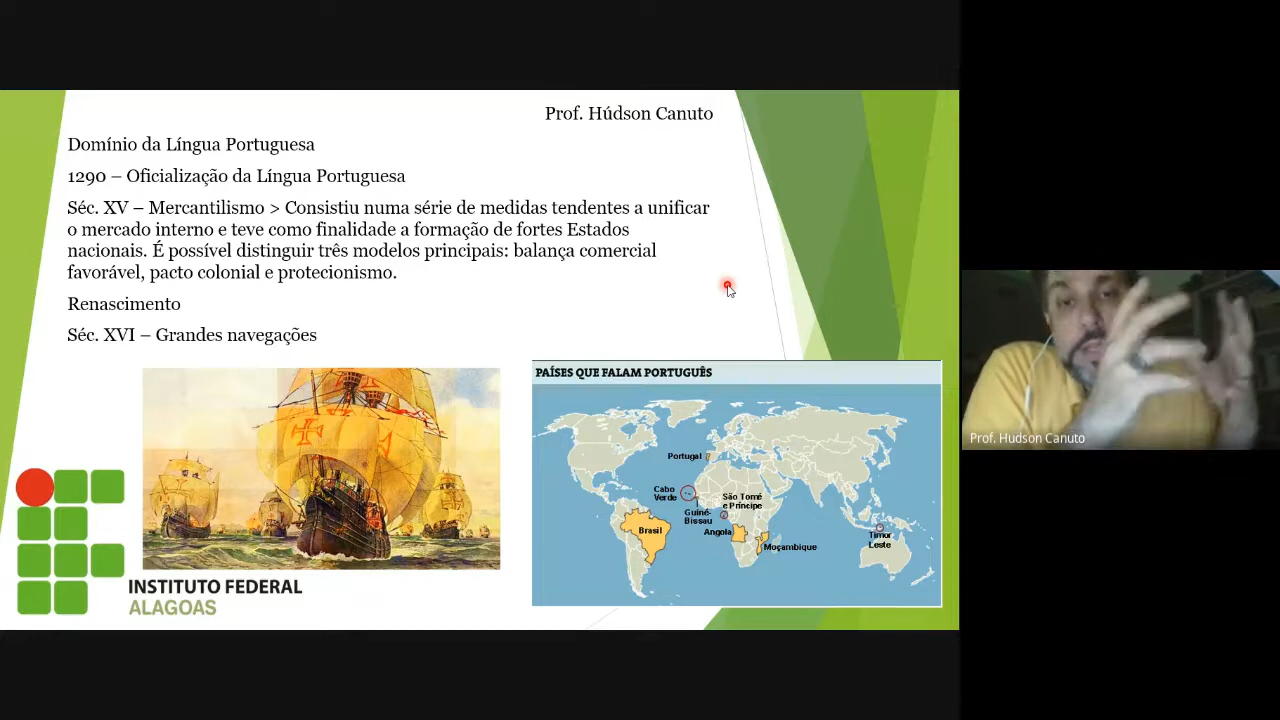 Prof. Húdson Canuto
Domínio da Língua Portuguesa
1290 – Oficialização da Língua Portuguesa
Séc. XV – Mercantilismo > Consistiu numa série de medidas tendentes a unificar
o mercado interno e teve como finalidade a formação de fortes Estados
nacionais. É possível distinguir três modelos principais: balança comercial
favorável, pacto colonial e protecionismo.
Renascimento
Séc. XVI – Grandes navegações
PAÍSES QUE FALAM PORTUGUÊS
Portugal
Cabo
Verde
São Tomé
e Príncipe
Guiné-
Bissau
Brasil
Angola
Moçambique
Timor
Leste
INSTITUTO FEDERAL
ALAGOAS
Prof. Hudson Canuto